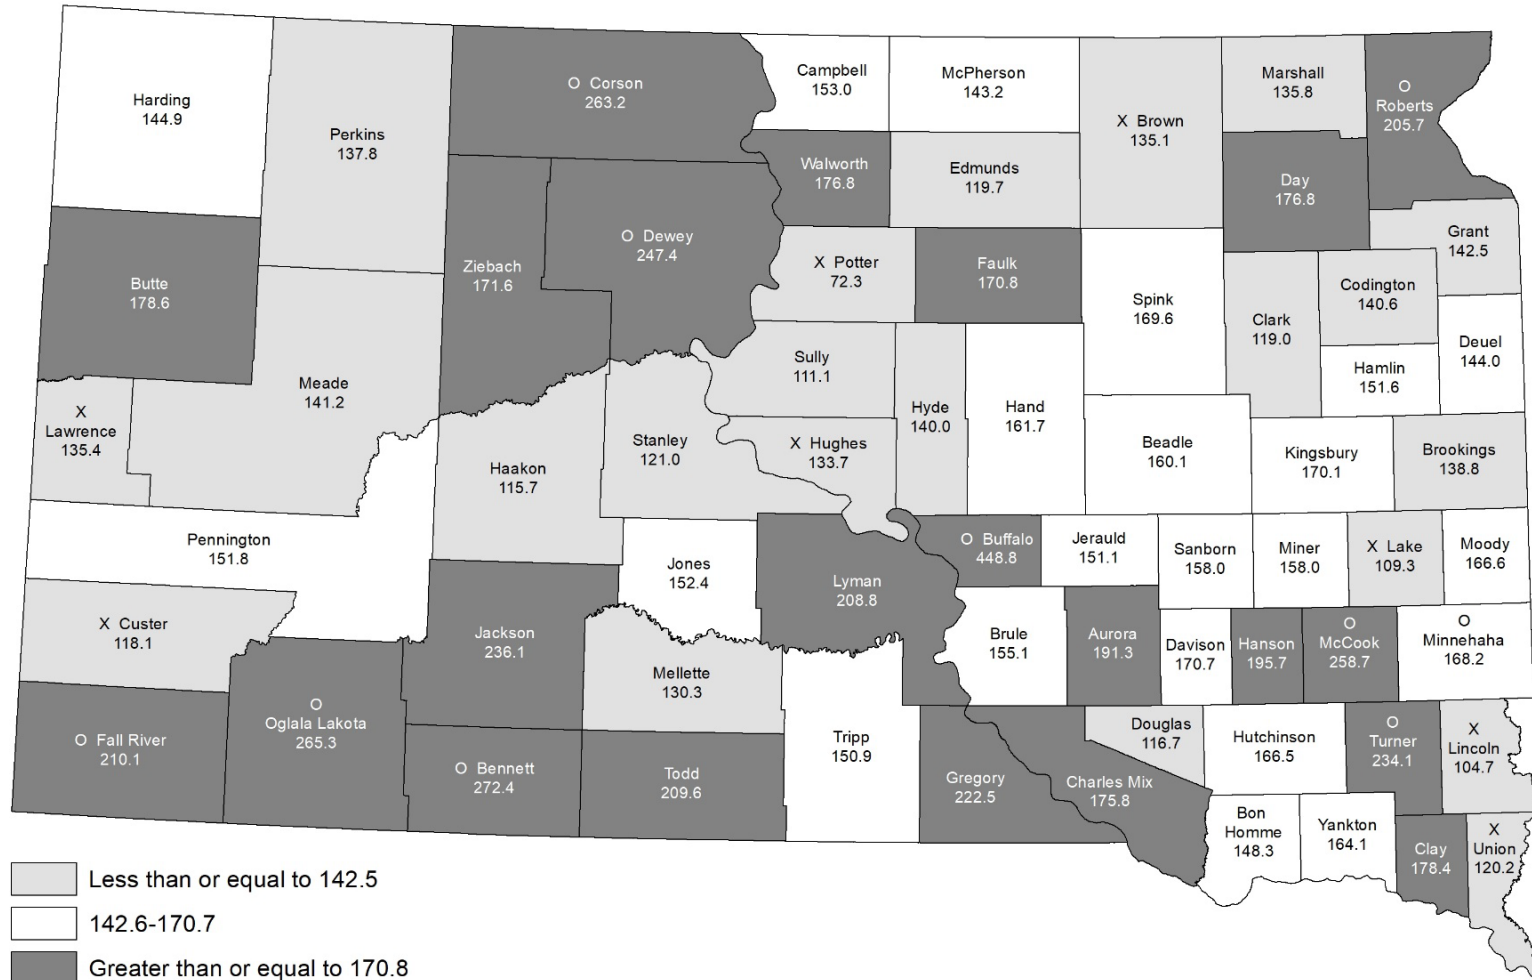 O Corson
263.2
Campbell
153.0
McPherson
143.2
Marshall
135.8
O
Roberts
205.7
Harding
144.9
Perkins
137.8
X Brown
135.1
Walworth
176.8
Edmunds
119.7
Day
176.8
O Dewey
247.4
Grant
142.5
Ziebach
171.6
X Potter
72.3
Faulk
170.8
Butte
178.6
Spink
169.6
Codington
140.6
Clark
119.0
Deuel
144.0
Sully
111.1
Hamlin
151.6
Meade
141.2
X
Lawrence
135.4
Hyde
140.0
Hand
161.7
Stanley
121.0
X Hughes
133.7
Beadle
160.1
Kingsbury
170.1
Brookings
138.8
Haakon
115.7
Pennington
151.8
O Buffalo
448.8
Jerauld
151.1
Sanborn
158.0
Miner
158.0
X Lake
109.3
Moody
166.6
Jones
152.4
Lyman
208.8
X Custer
118.1
Jackson
236.1
Brule
155.1
Aurora
191.3
Davison
170.7
Hanson
195.7
O
McCook
258.7
O
Minnehaha
168.2
Mellette
130.3
O
Oglala Lakota
265.3
O Fall River
210.1
Douglas
116.7
Hutchinson
166.5
O
Turner
234.1
X
Lincoln
104.7
Tripp
150.9
O Bennett
272.4
Todd
209.6
Gregory
222.5
Charles Mix
175.8
Bon
Homme
148.3
Yankton
164.1
Clay
178.4
X
Union
120.2
Less than or equal to 142.5
142.6-170.7
Greater than or equal to 170.8